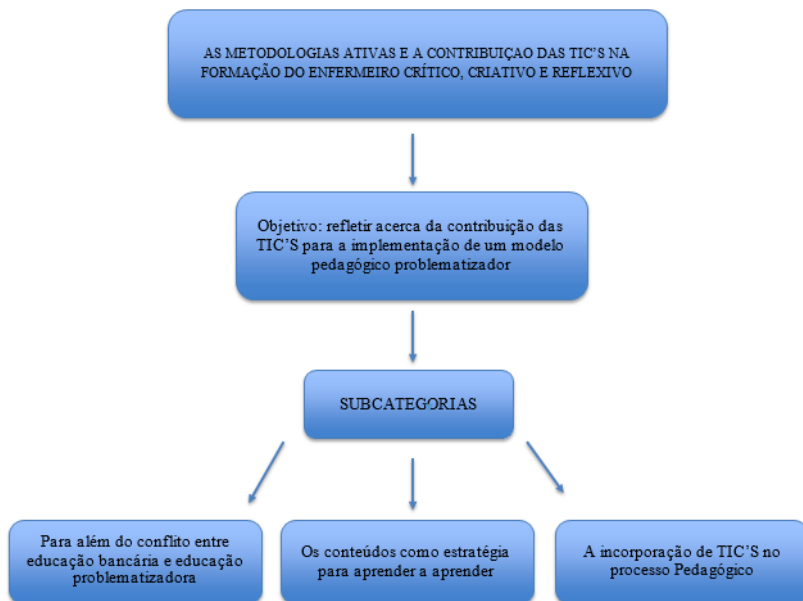 AS METODOLOGIAS ATIVAS E A CONTRIBUIÇAO DAS TIC'S NA
FORMAÇÃO DO ENFERMEIRO CRÍTICO, CRIATIVO E REFLEXIVO
Objetivo: refletir acerca da contribuição das
TIC'S para a implementação de um modelo
pedagógico problematizador
SUBCATEGORIAS
Para além do conflito entre
educação bancária e educação
problematizadora
Os conteúdos como estratégia
para aprender a aprender
A incorporação de TIC'S no
processo Pedagógico